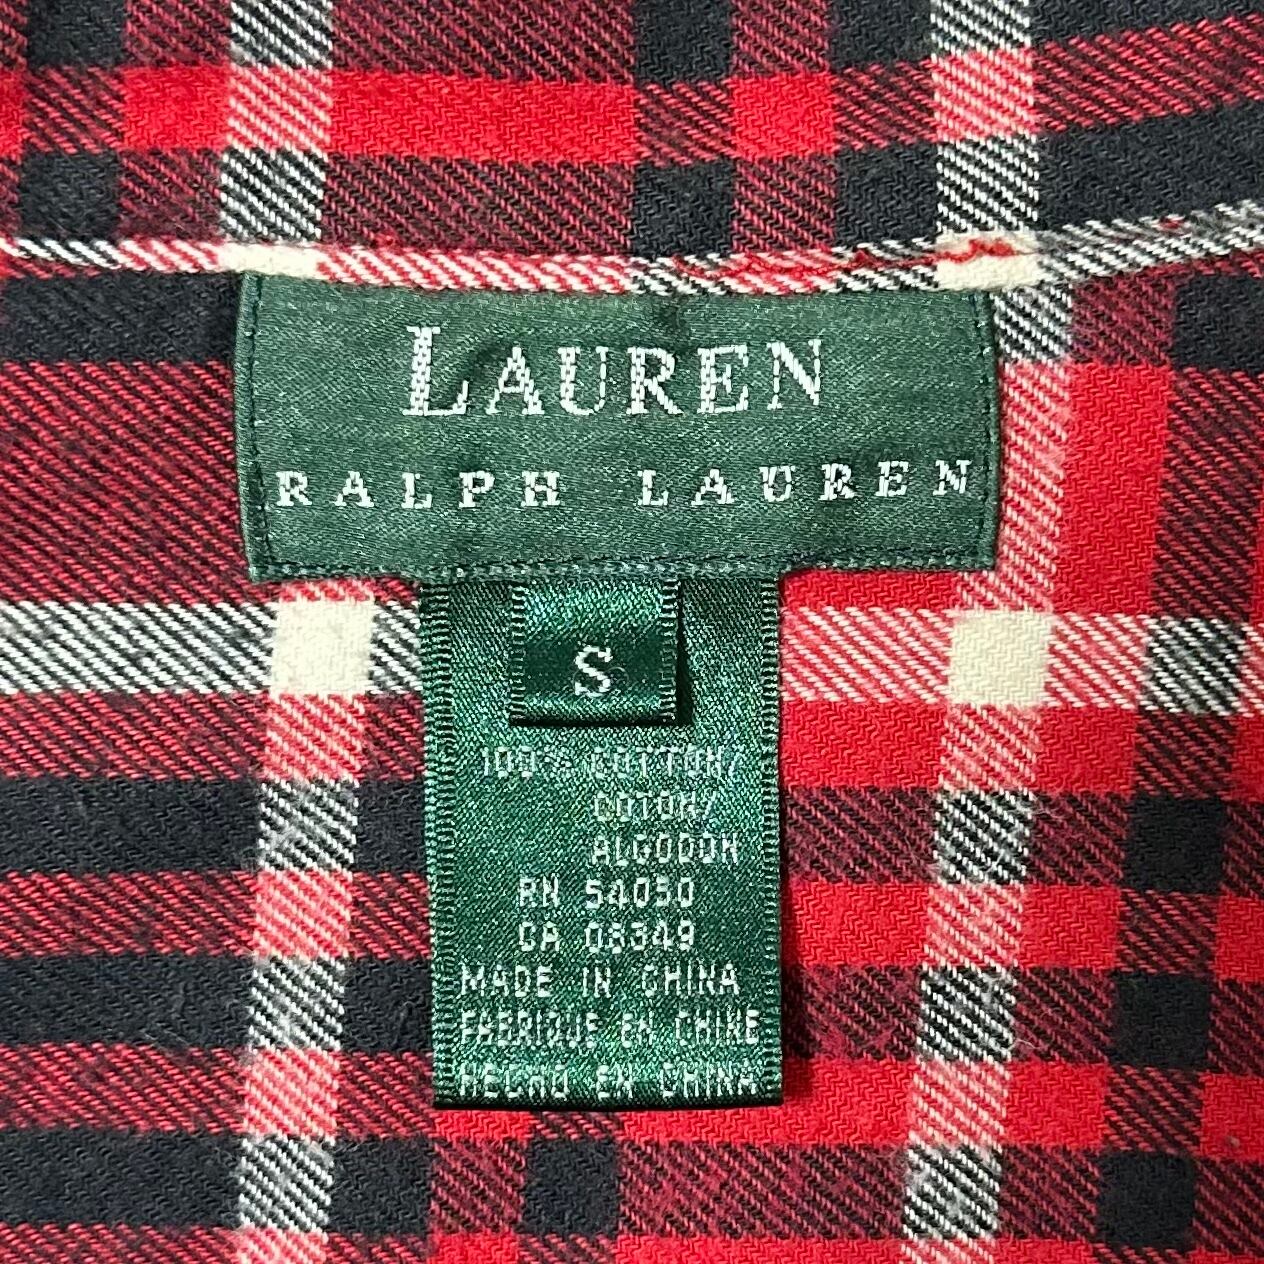 LAUREN
RALPH LAUREN
S
100% COTTON/
COTON/
ALGODON
RN 54050
CA 08349
MADE IN CHINA
FABRIQUE EN CHINE
HECHO EN CHINA